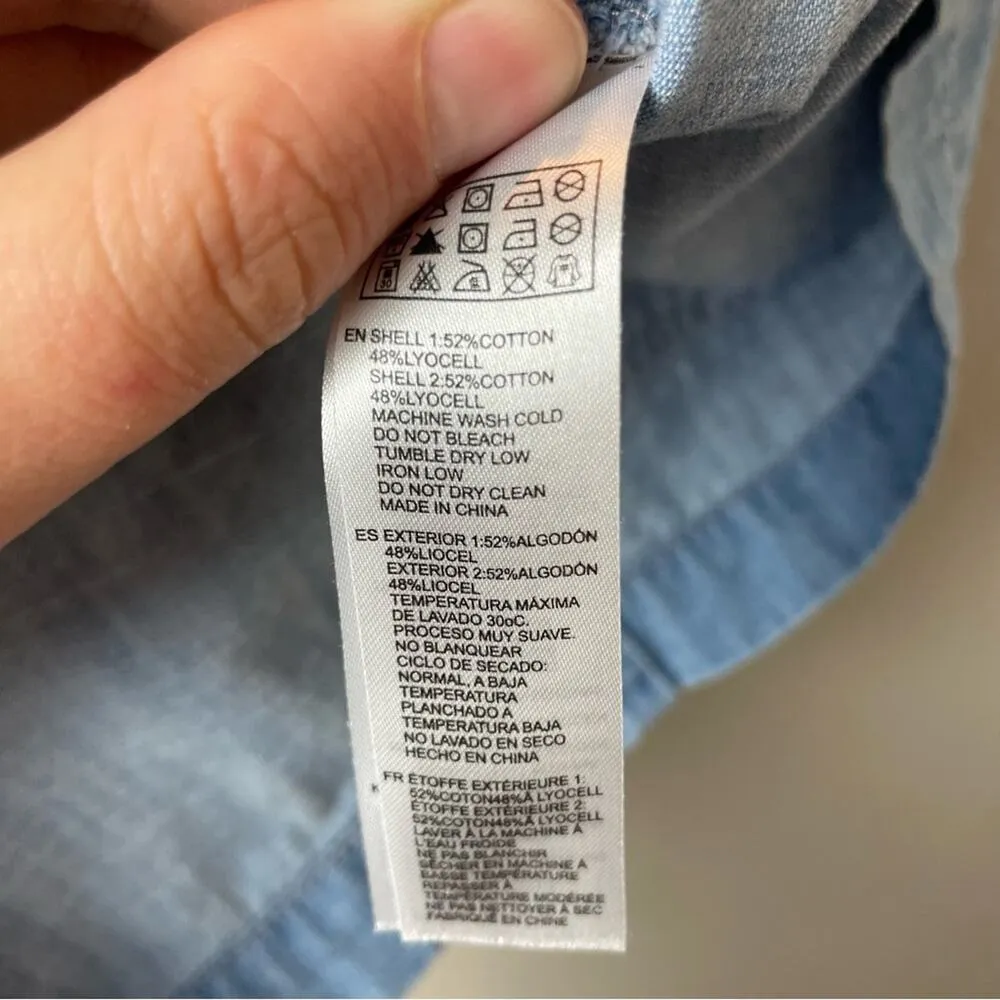 30
EN SHELL 1:52%COTTON
48%LYOCELL
SHELL 2:52%COTTON
48%LYOCELL
MACHINE WASH COLD
DO NOT BLEACH
TUMBLE DRY LOW
IRON LOW
DO NOT DRY CLEAN
MADE IN CHINA
ES EXTERIOR 1:52%ALGODÓN
48%LIOCEL
EXTERIOR 2:52%ALGODÓN
48%LIOCEL
TEMPERATURA MÁXIMA
DE LAVADO 30oC.
PROCESO MUY SUAVE.
NO BLANQUEAR
CICLO DE SECADO:
NORMAL, A BAJA
TEMPERATURA
PLANCHADO A
TEMPERATURA BAJA
NO LAVADO EN SECO
HECHO EN CHINA
FR ÉTOFFE EXTÉRIEURE 1:
52%COTON48%Â LYOCELL
ÉTOFFE EXTÉRIEURE 2:
52%COTON48%Â LYOCELL
LAVER À LA MACHINE À
L'EAU FROIDE
NE PAS BLANCHIR
SÉCHER EN MACHINE À
BASSE TEMPÉRATURE
REPASSER À
TEMPÉRATURE MODÉRÉE
NE PAS NETTOYER À SEC
FABRIQUÉ EN CHINE